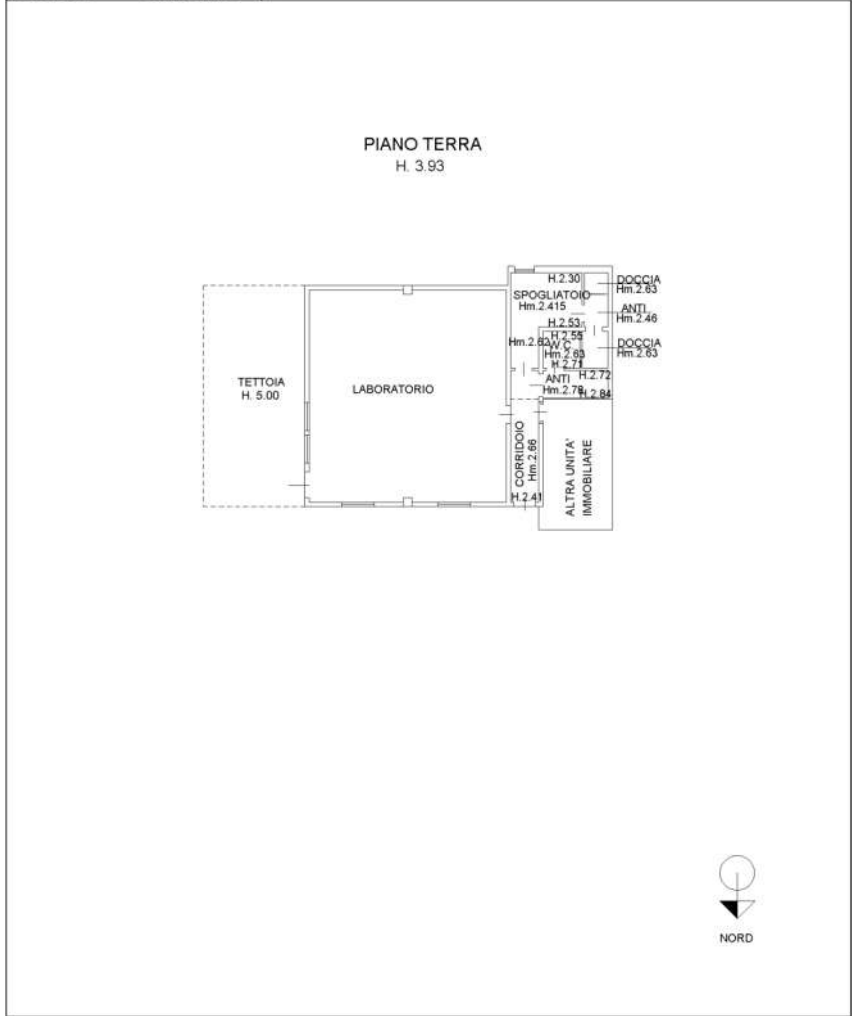 PIANO TERRA
H. 3.93
H.2.30
DOCCIA
Hm.2.63
SPOGLIATOIO
Hm.2.415
ANTI
Hm.2.46
H.2.53
H.2.55
Hm.2.62
W.C
DOCCIA
Hm.2.63
Hm.2.63
H.2.71
H.2.72
ANTI
Hm.2.78
H.2.84
TETTOIA
H. 5.00
LABORATORIO
CORRIDOIO
Hm.2.66
H.2.41
ALTRA UNITA'
IMMOBILIARE
NORD